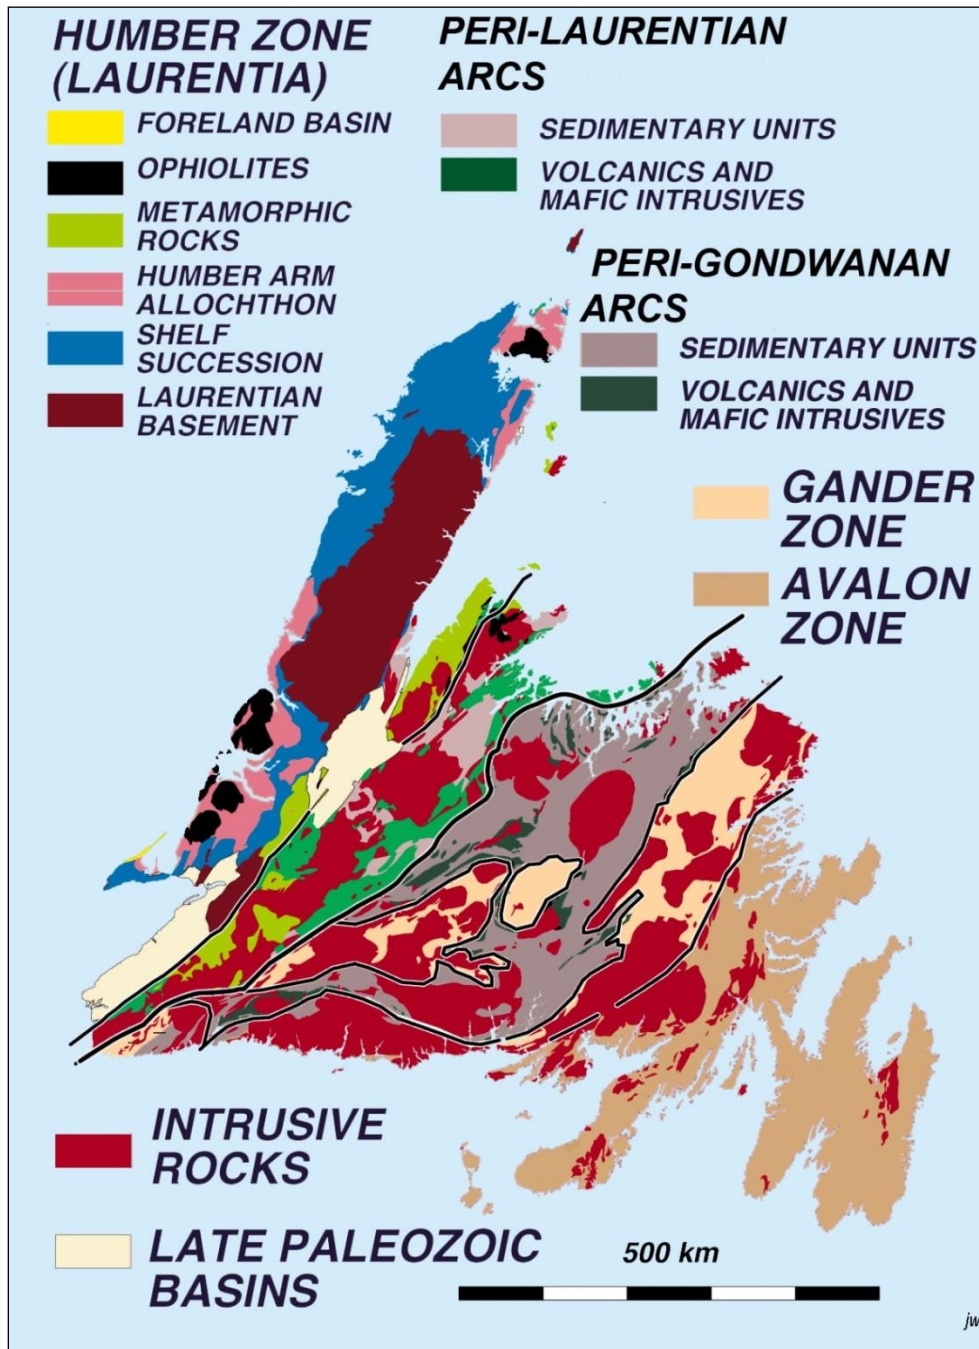 HUMBER ZONE
(LAURENTIA)
FORELAND BASIN
OPHIOLITES
METAMORPHIC
ROCKS
HUMBER ARM
ALLOCHTHON
SHELF
SUCCESSION
LAURENTIAN
BASEMENT
PERI-LAURENTIAN
ARCS
SEDIMENTARY UNITS
VOLCANICS AND
MAFIC INTRUSIVES
PERI-GONDWANAN
ARCS
SEDIMENTARY UNITS
VOLCANICS AND
MAFIC INTRUSIVES
GANDER
ZONE
AVALON
ZONE
INTRUSIVE
ROCKS
LATE PALEOZOIC
BASINS
500 km
jw